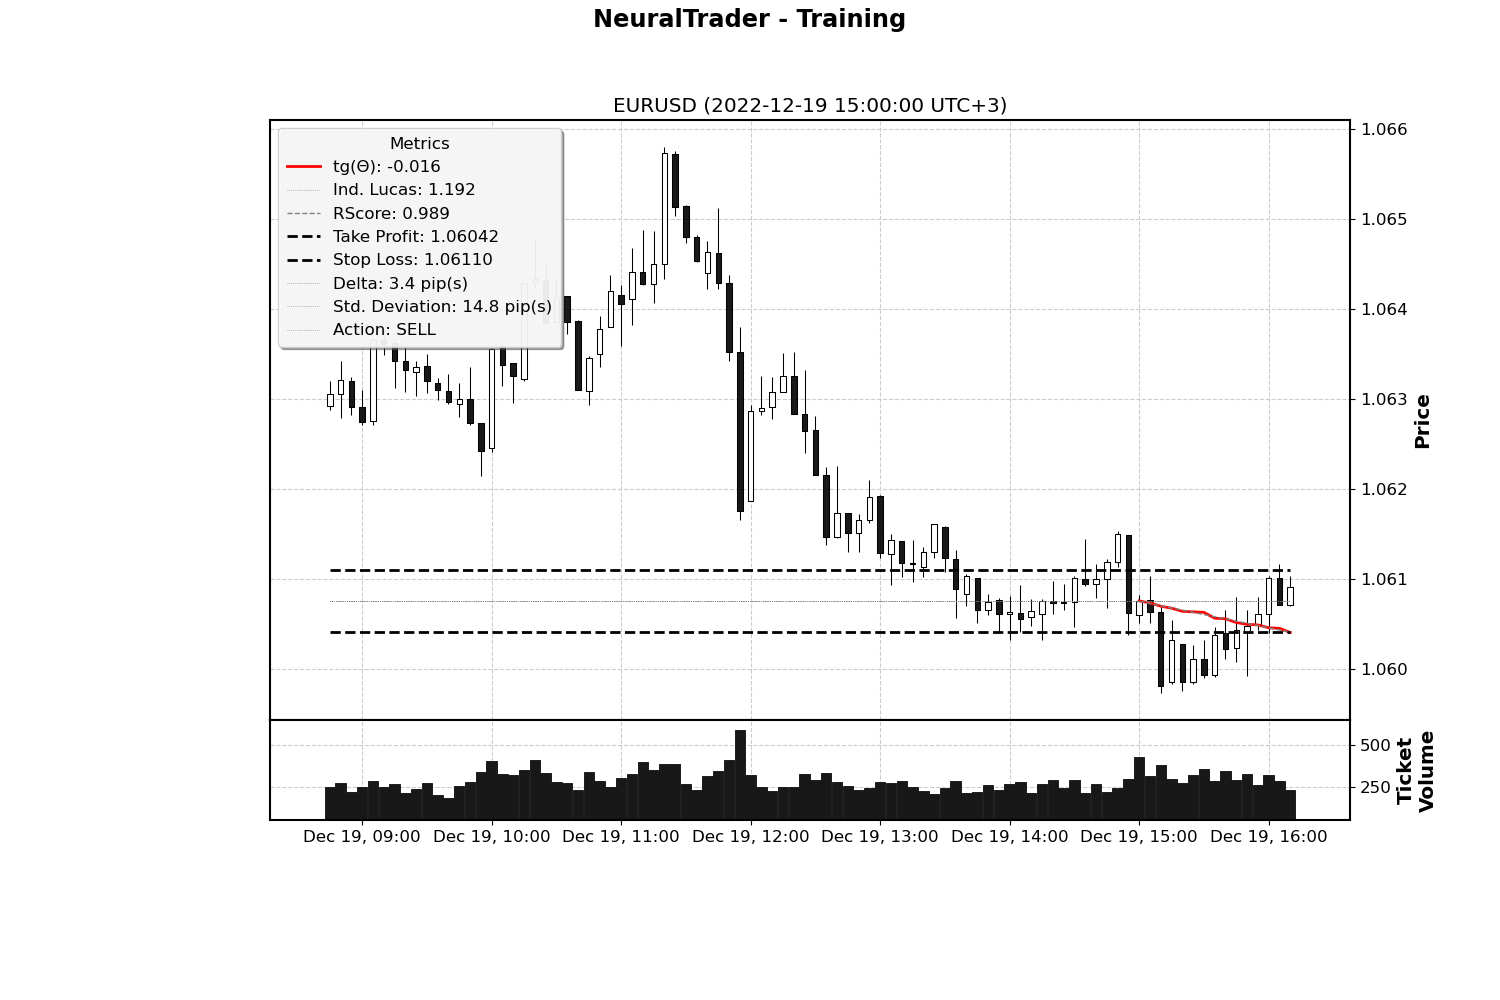 NeuralTrader - Training
EURUSD (2022-12-19 15:00:00 UTC+3)
Metrics
tg(Θ): -0.016
Ind. Lucas: 1.192
RScore: 0.989
Take Profit: 1.06042
Stop Loss: 1.06110
Delta: 3.4 pip(s)
Std. Deviation: 14.8 pip(s)
Action: SELL
1.066
1.065
1.064
1.063
1.062
1.061
1.060
Price
500
250
Ticket
Volume
Dec 19, 09:00
Dec 19, 10:00
Dec 19, 11:00
Dec 19, 12:00
Dec 19, 13:00
Dec 19, 14:00
Dec 19, 15:00
Dec 19, 16:00